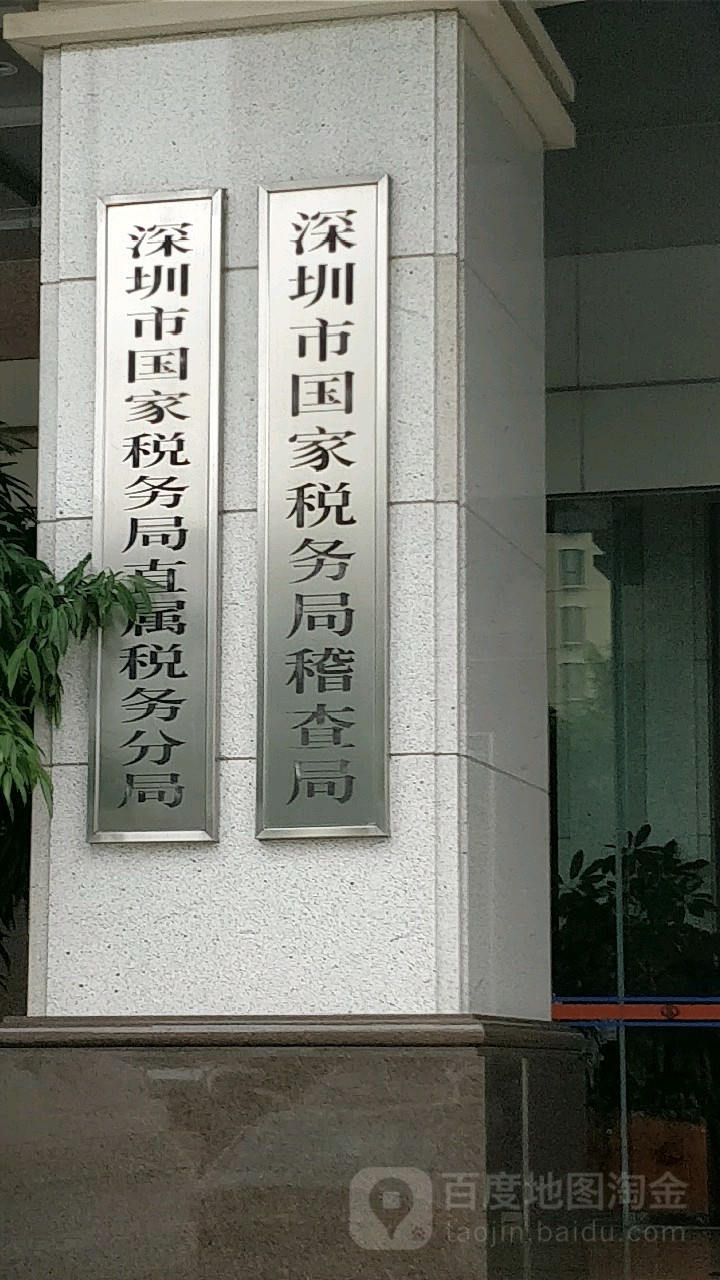 深圳市国家税务局直属税务分局
深圳市国家税务局稽查局
百度地图淘金
taojin.baidu.com